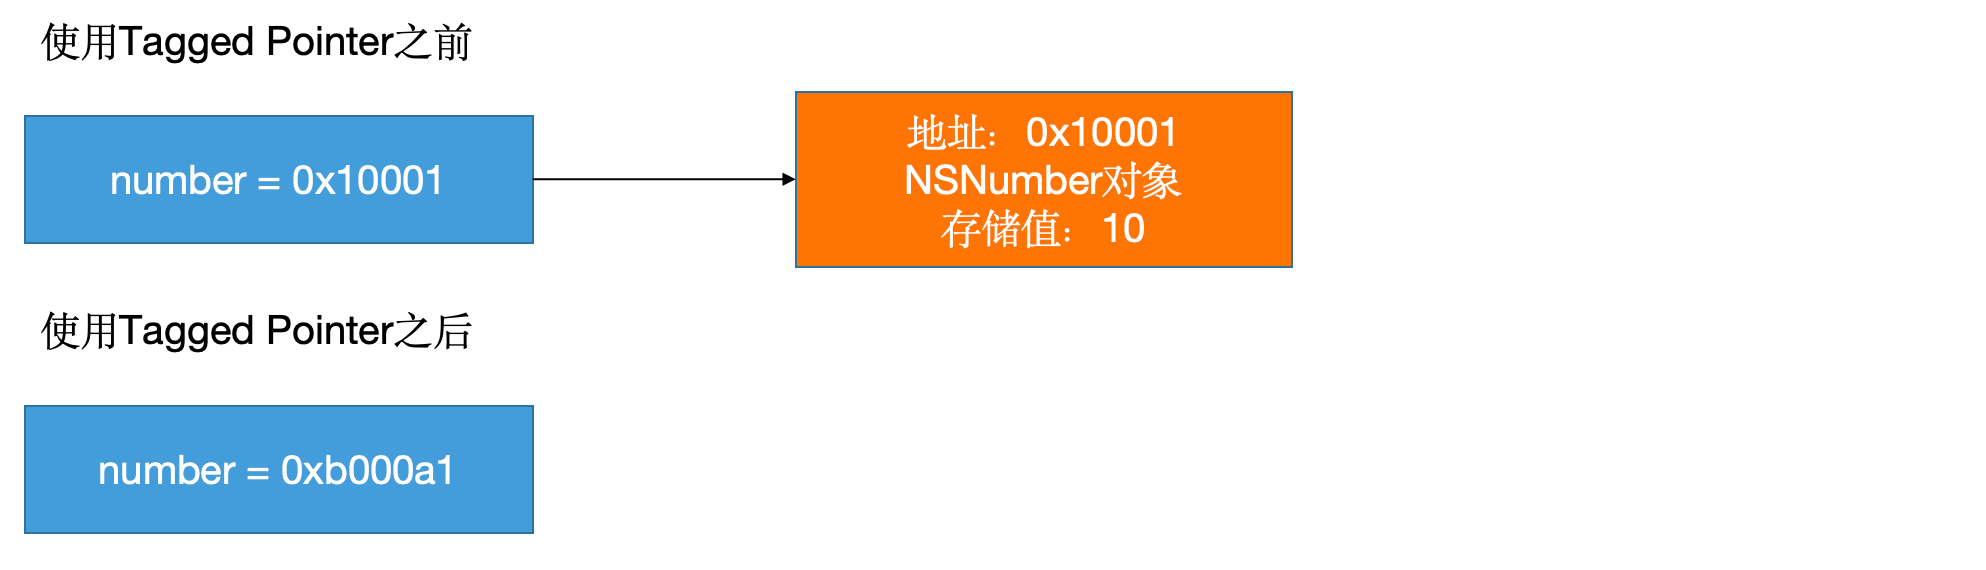 使用Tagged Pointer之前
number = 0x10001
地址：0x10001
NSNumber对象
存储值：10
使用Tagged Pointer之后
number = 0xb000a1